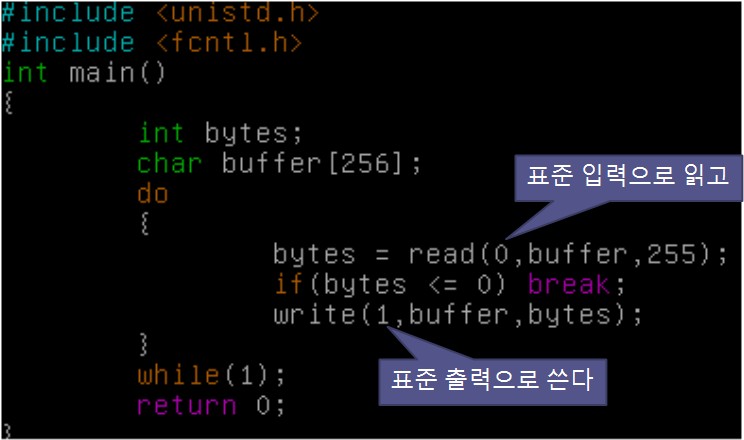 #include <unistd.h>
#include <fcntl.h>
int main()
{
int bytes;
char buffer[256];
do
{
bytes = read(0,buffer,255);
if(bytes <= 0) break;
write(1,buffer,bytes);
}
while(1);
return 0;
}
표준 입력으로 읽고
표준 출력으로 쓴다